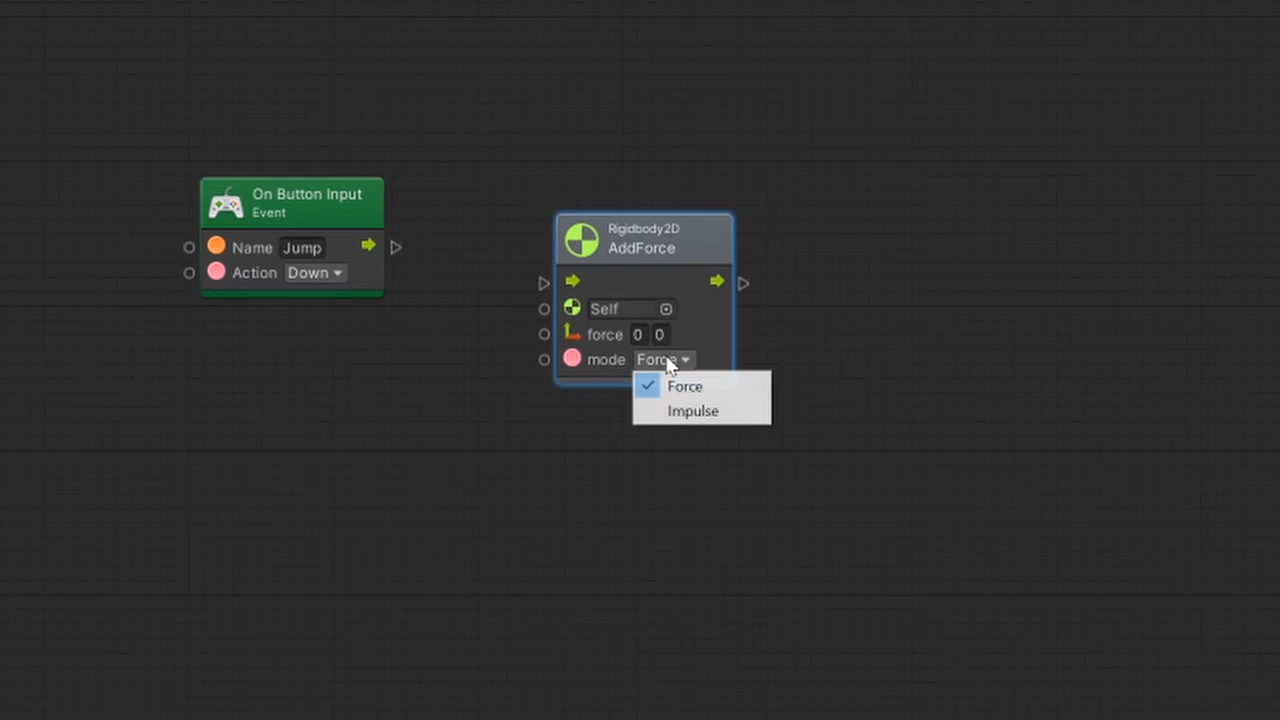 On Button Input
Event
Name Jump
Action Down
Rigidbody2D
AddForce
Self
force 0 0
mode Force
Force
Impulse